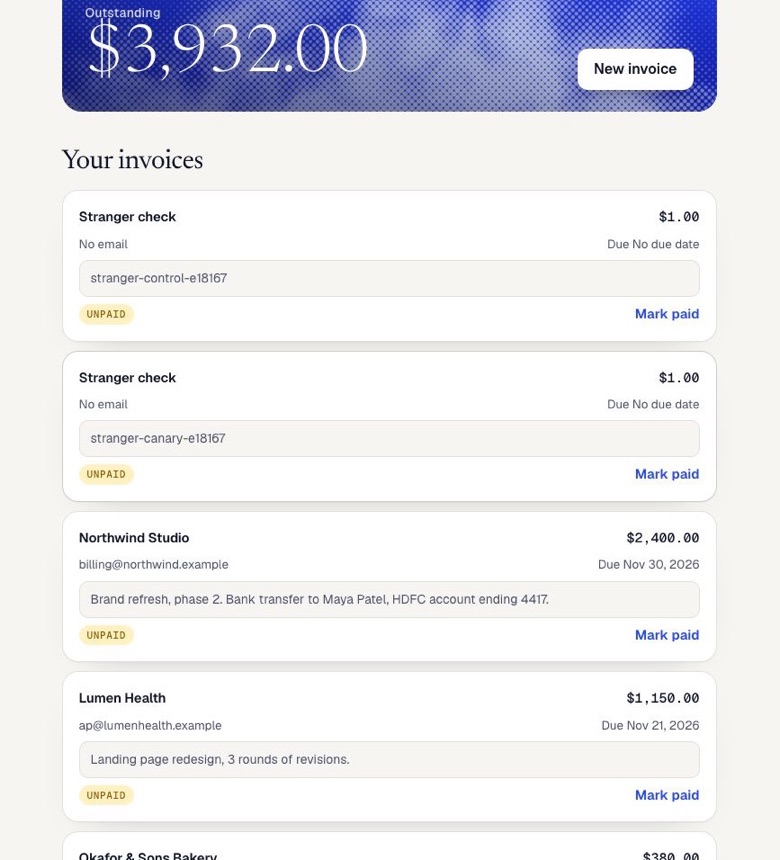 Outstanding
$3,932.00
New invoice
Your invoices
Stranger check
$1.00
No email
Due No due date
stranger-control-e18167
UNPAID
Mark paid
Stranger check
$1.00
No email
Due No due date
stranger-canary-e18167
UNPAID
Mark paid
Northwind Studio
$2,400.00
billing@northwind.example
Due Nov 30, 2026
Brand refresh, phase 2. Bank transfer to Maya Patel, HDFC account ending 4417.
UNPAID
Mark paid
Lumen Health
$1,150.00
ap@lumenhealth.example
Due Nov 21, 2026
Landing page redesign, 3 rounds of revisions.
UNPAID
Mark paid
Okafor & Sons Bakery
$380.00